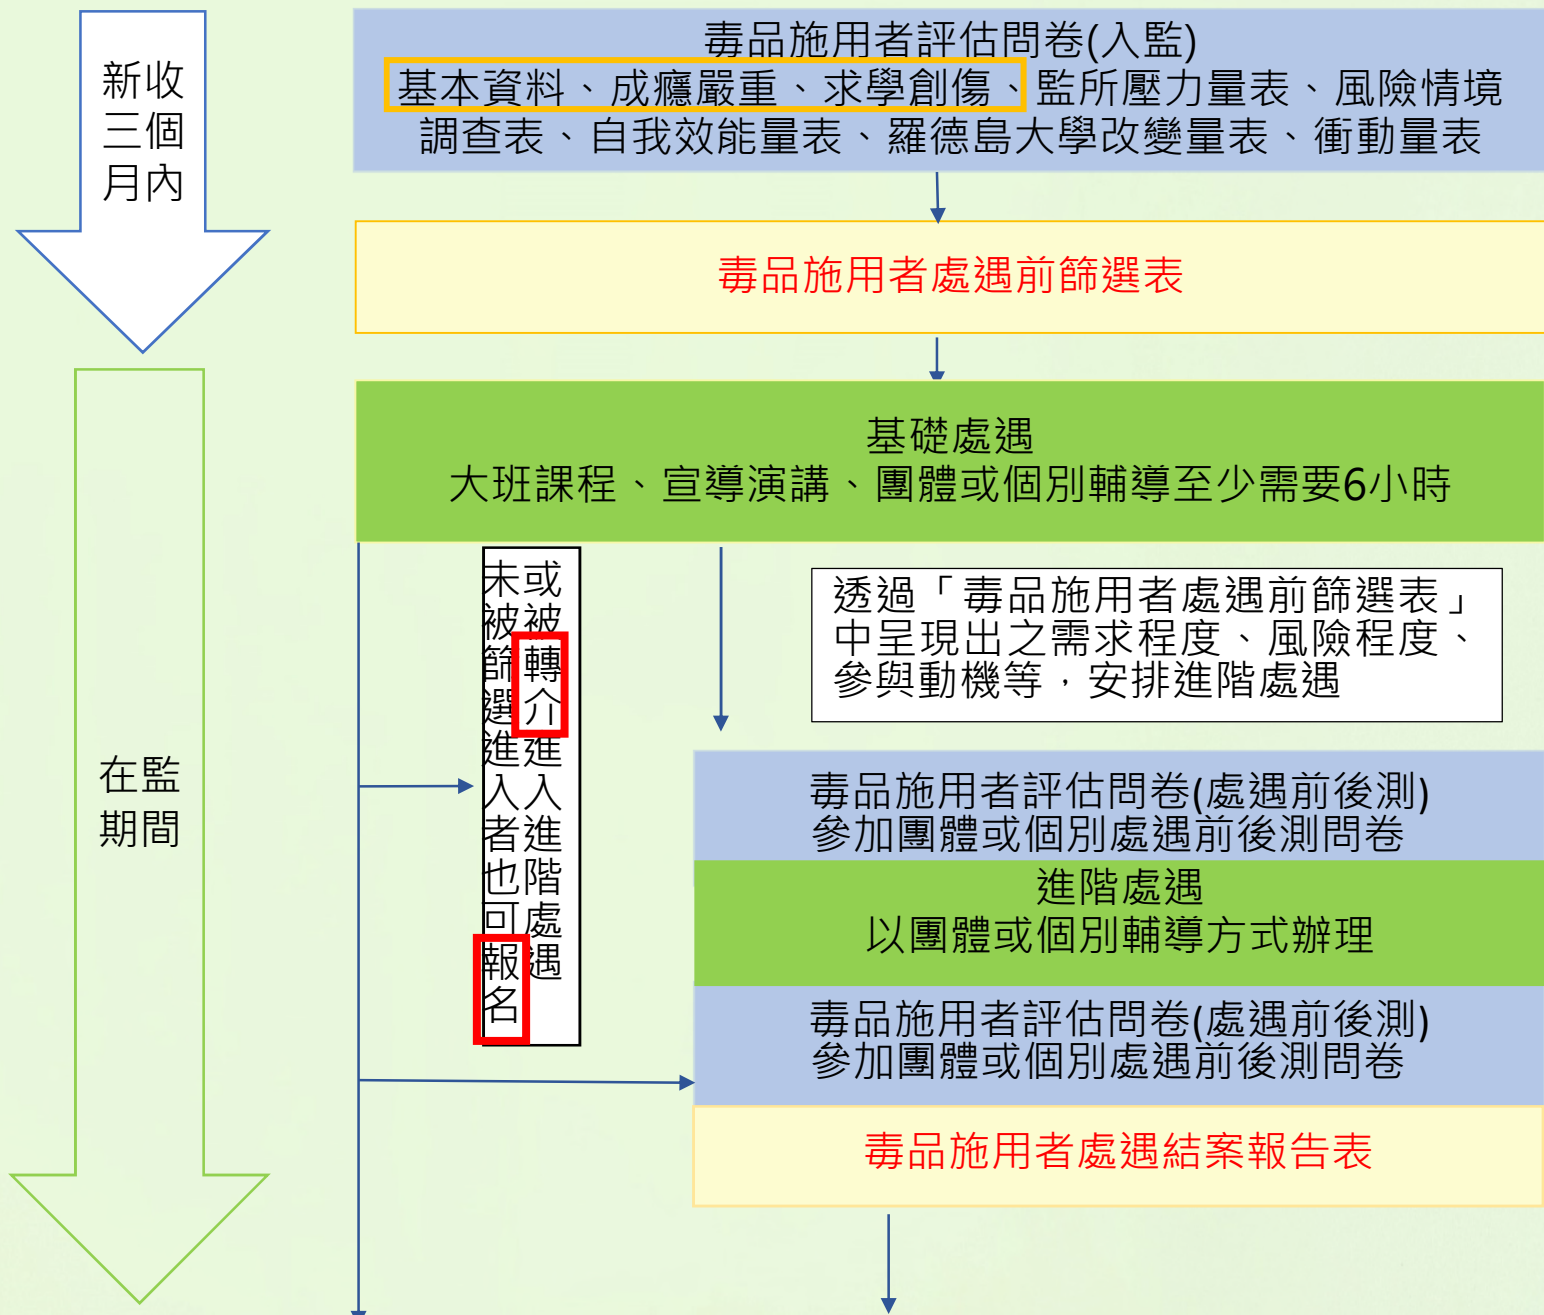 新收
三個
月內
毒品施用者評估問卷(入監)
基本資料、成癮嚴重、求學創傷、監所壓力量表、風險情境
調查表、自我效能量表、羅德島大學改變量表、衝動量表
毒品施用者處遇前篩選表
基礎處遇
大班課程、宣導演講、團體或個別輔導至少需要6小時
在監
期間
或被轉介進入進階處遇
未被篩選進入者也可報名
透過「毒品施用者處遇前篩選表」
中呈現出之需求程度、風險程度、
參與動機等，安排進階處遇
毒品施用者評估問卷(處遇前後測)
參加團體或個別處遇前後測問卷
進階處遇
以團體或個別輔導方式辦理
毒品施用者評估問卷(處遇前後測)
參加團體或個別處遇前後測問卷
毒品施用者處遇結案報告表